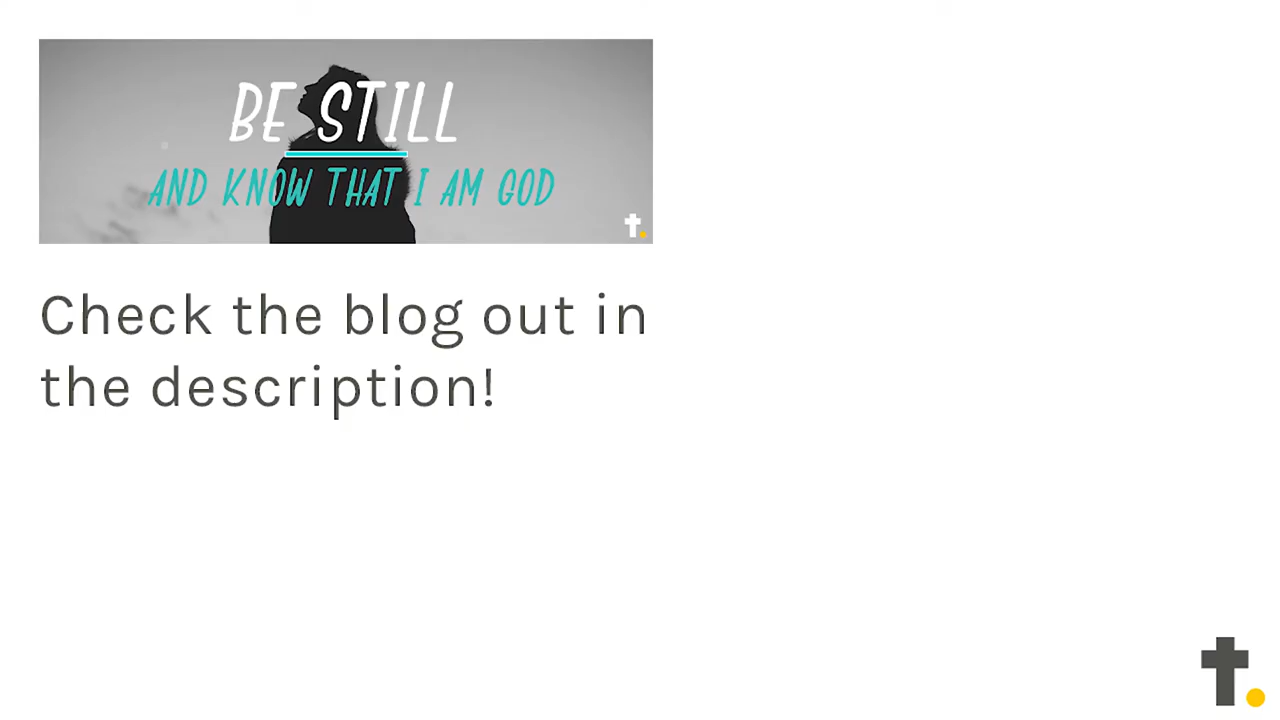 BE STILL
AND KNOW THAT I AM GOD
Check the blog out in
the description!